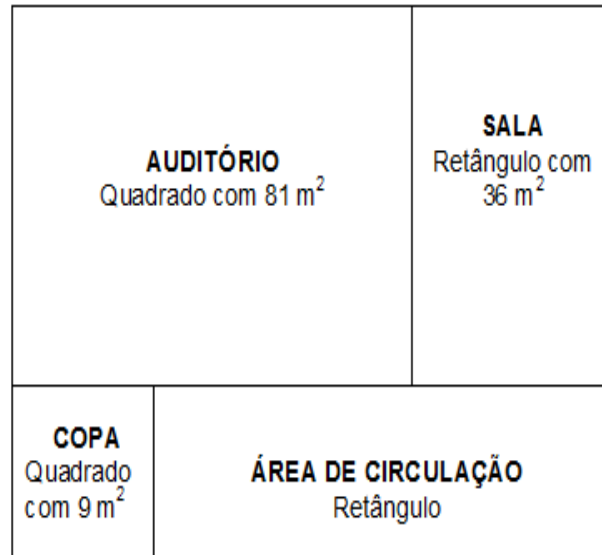 AUDITÓRIO
Quadrado com 81 m²
SALA
Retângulo com
36 m²
COPA
Quadrado
com 9 m²
ÁREA DE CIRCULAÇÃO
Retângulo